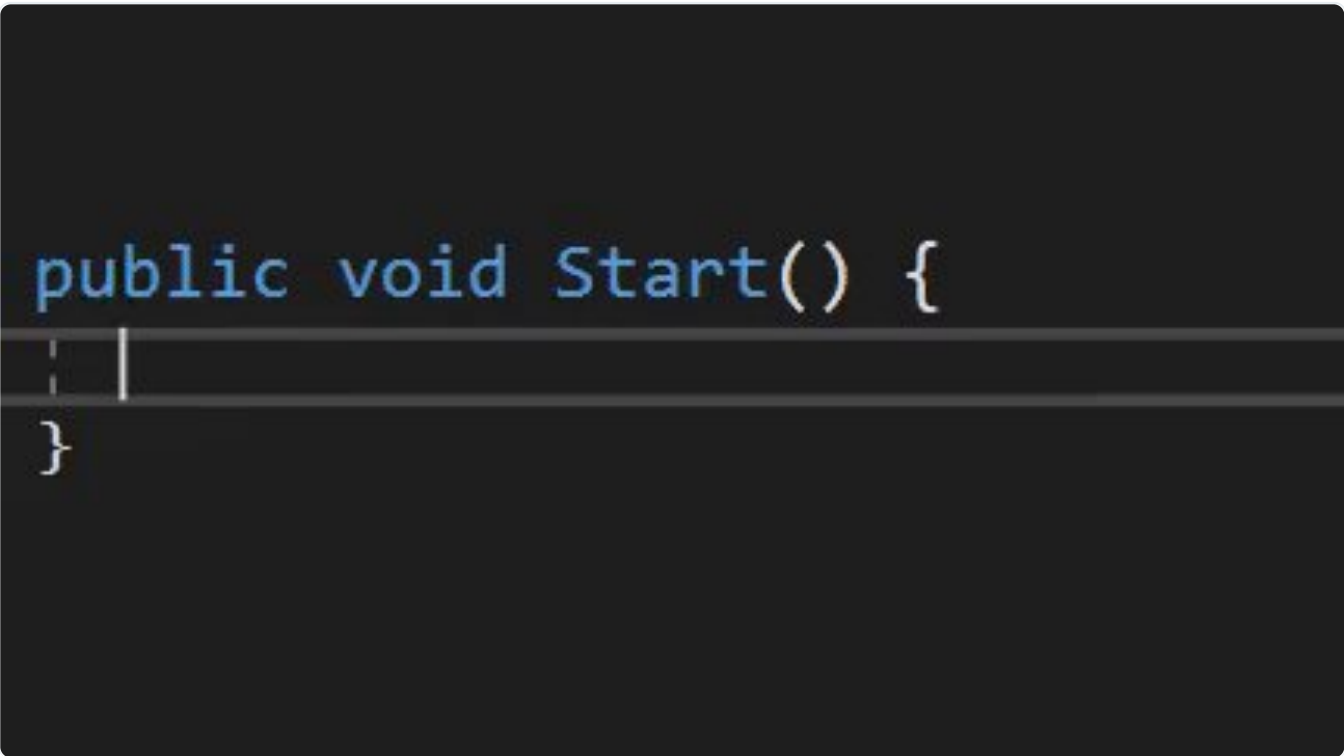 public void Start() {
}